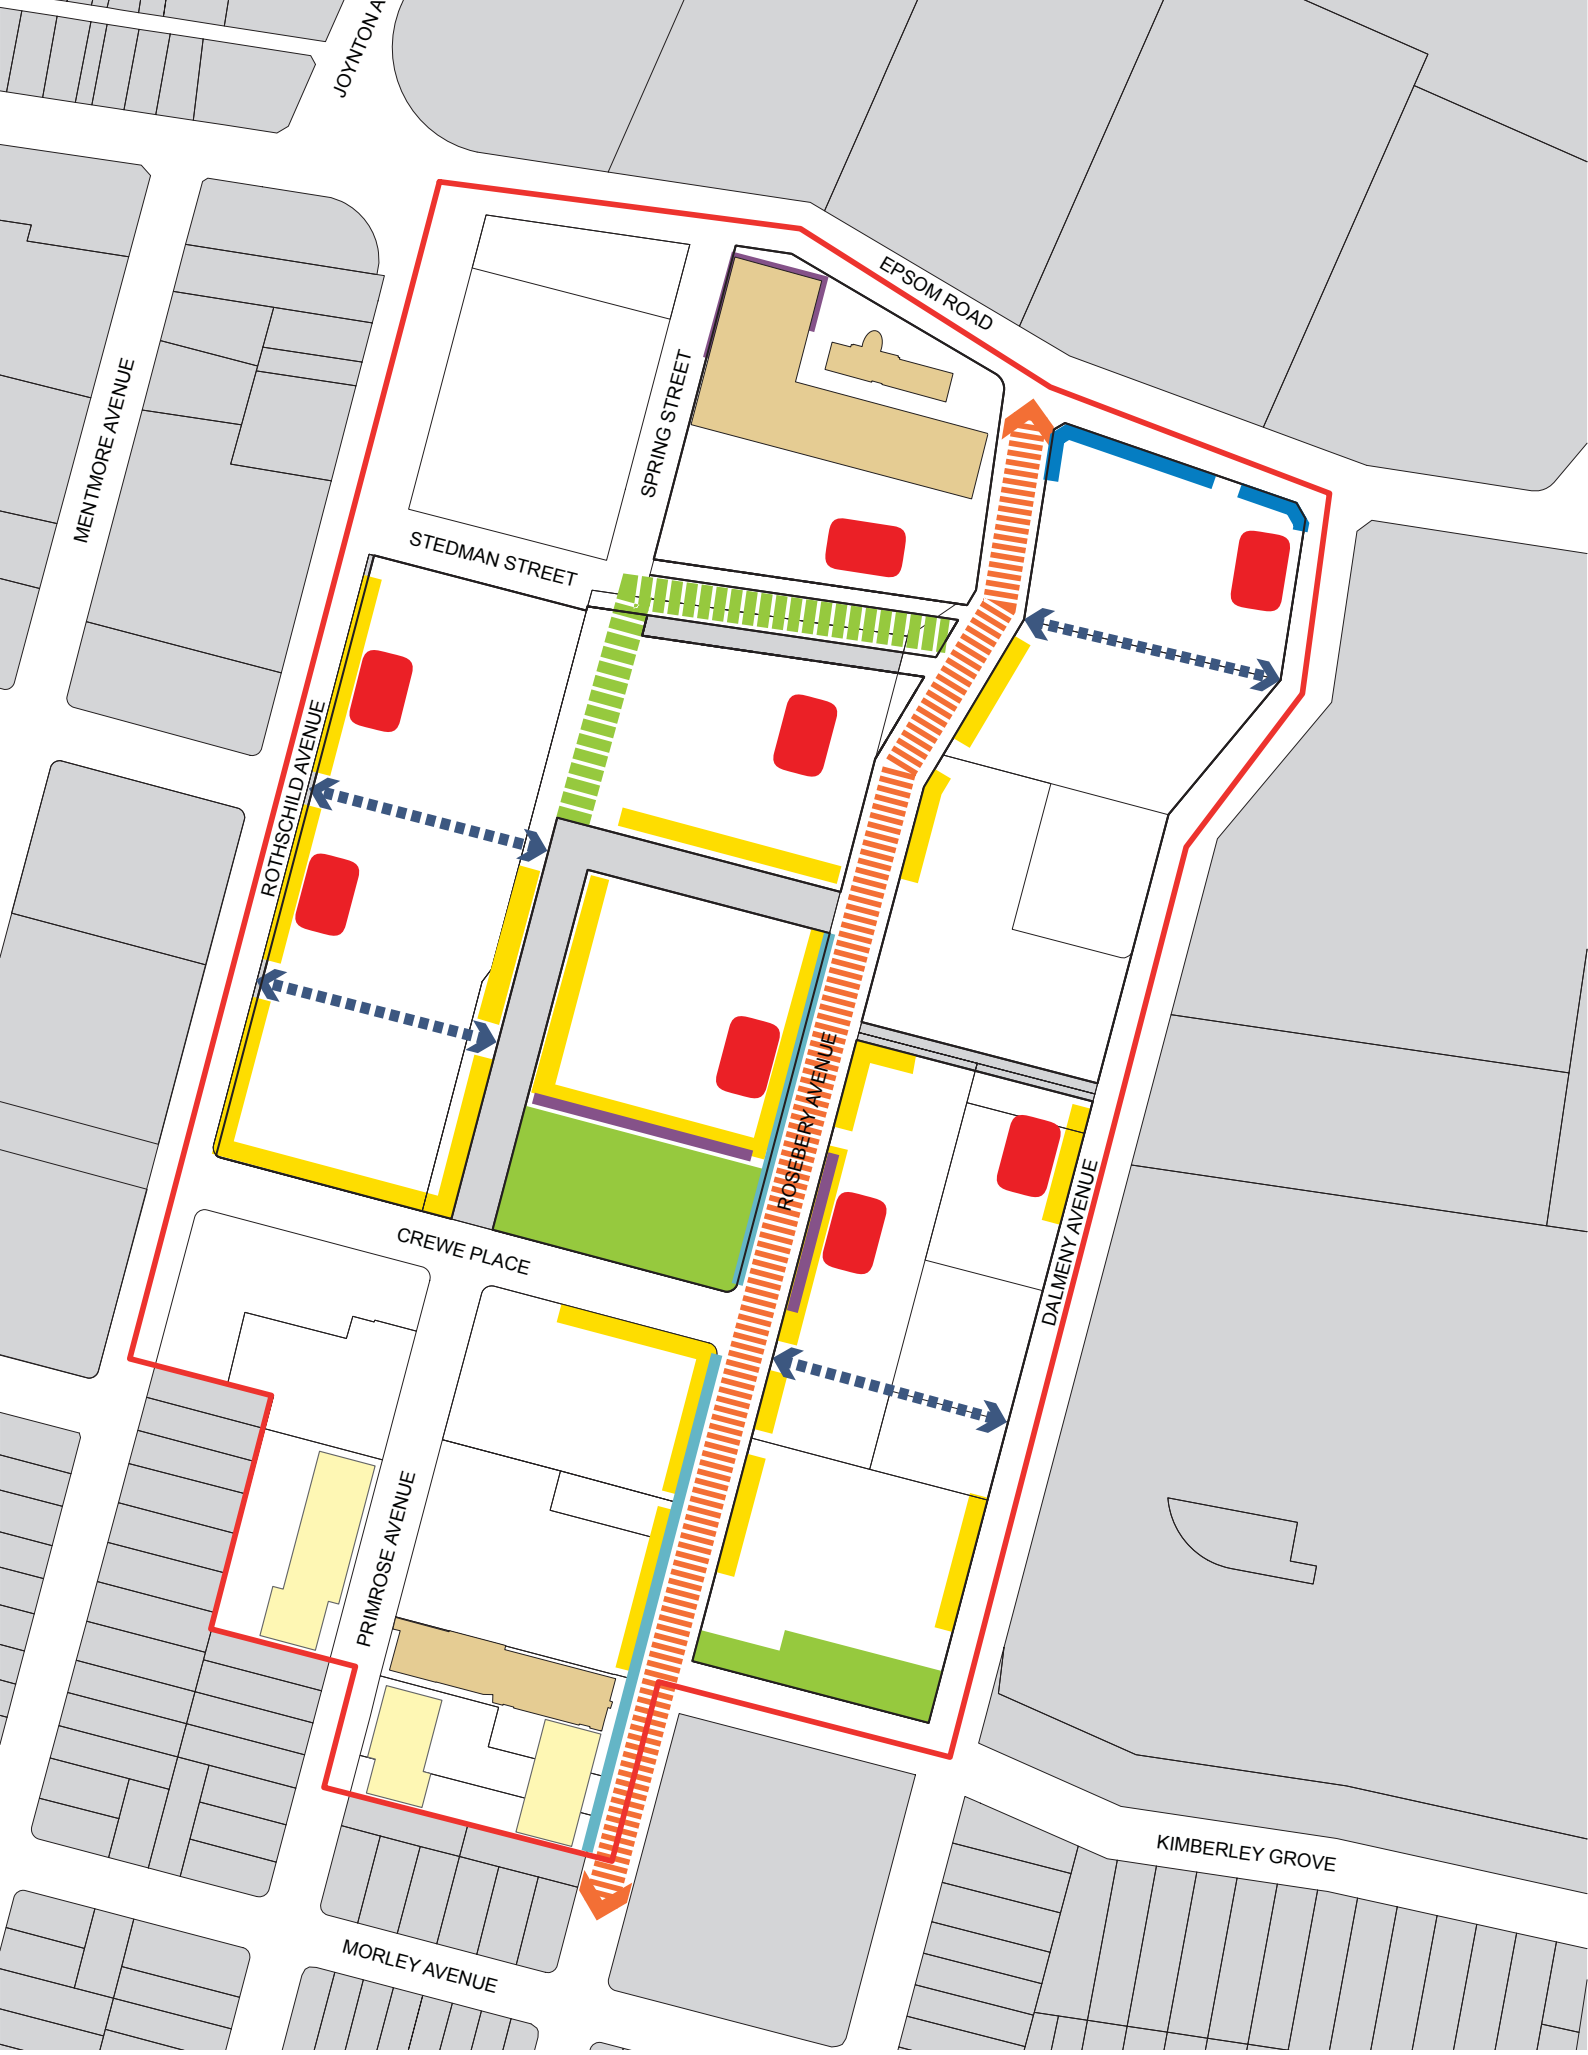 JOYNTON A
EPSOM ROAD
MENTMORE AVENUE
SPRING STREET
STEDMAN STREET
ROTHSCHILD AVENUE
ROSEBERY AVENUE
DALMENY AVENUE
CREWE PLACE
PRIMROSE AVENUE
KIMBERLEY GROVE
MORLEY AVENUE